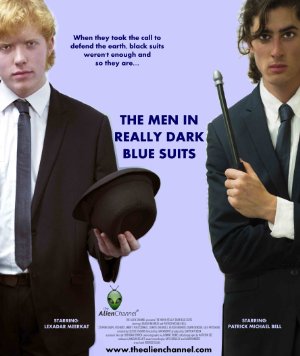 When they took the call to
defend the earth, black suits
weren't enough and
so they are...
THE MEN IN
REALLY DARK
BLUE SUITS
the
AlienChannel
STARRING
LEXADAR MEERKAT
STARRING
PATRICK MICHAEL BELL
www.thealienchannel.com